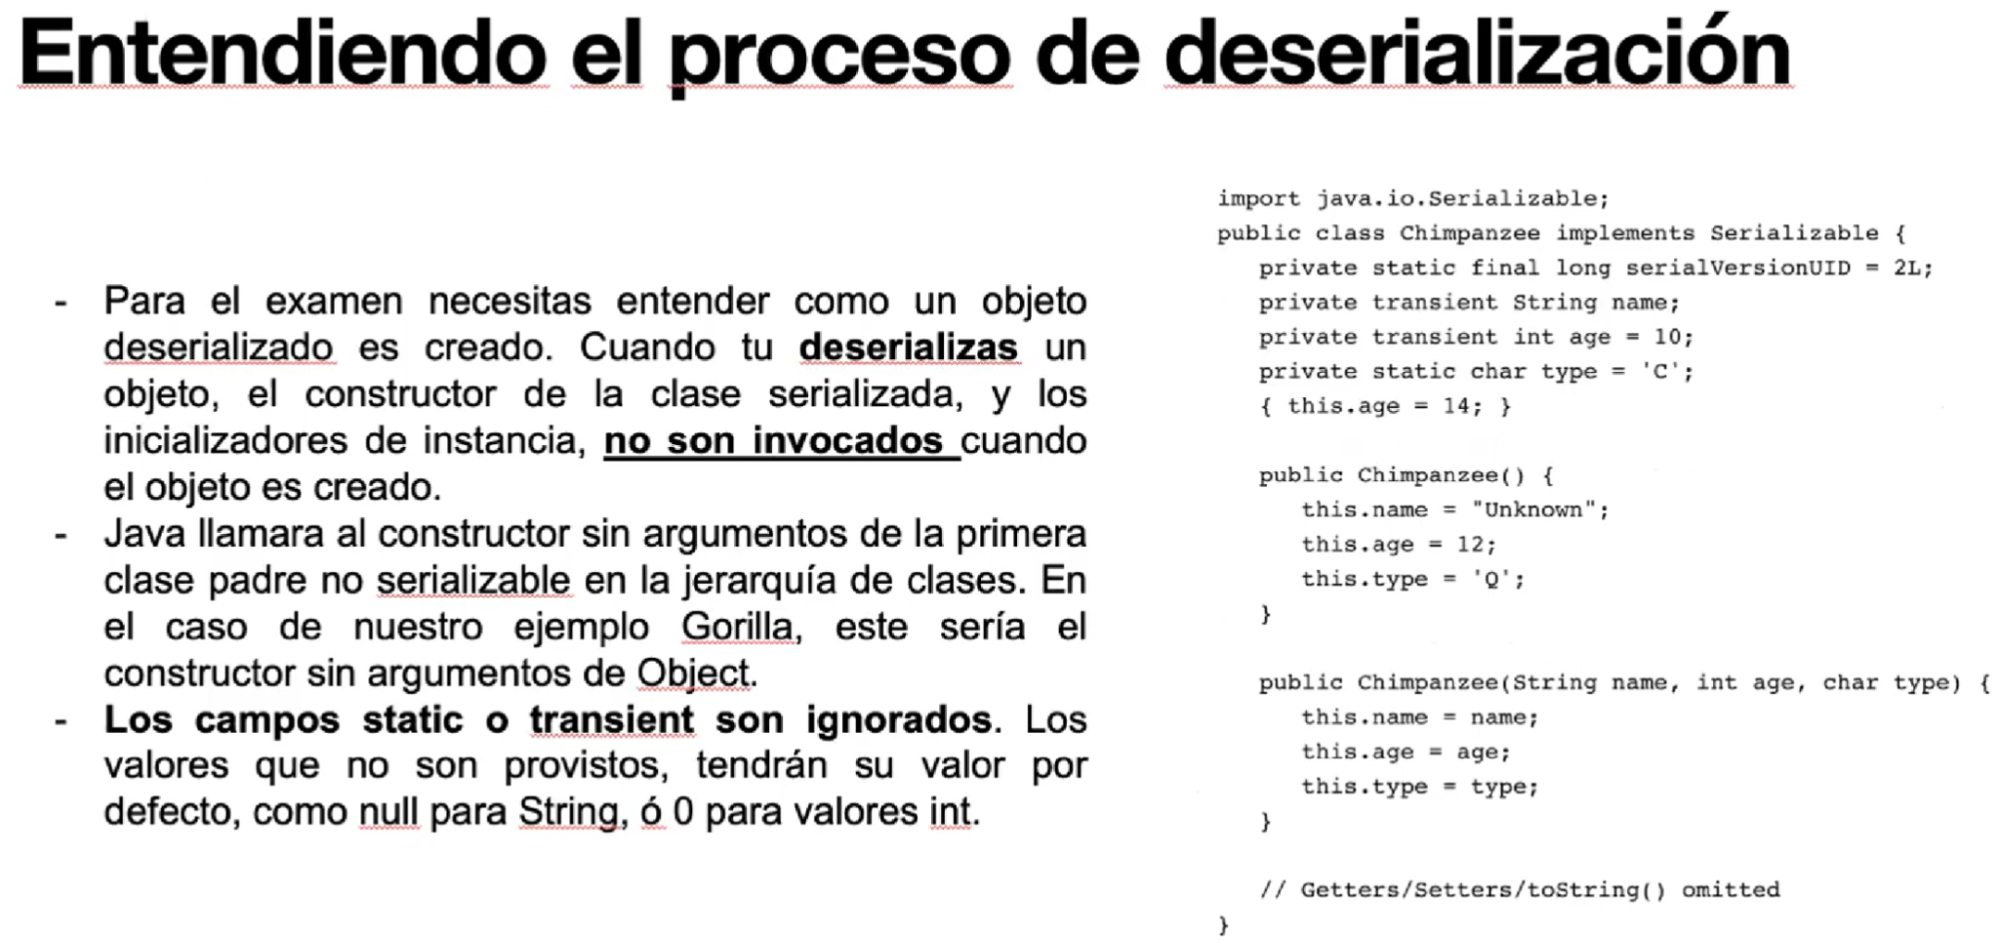 Entendiendo el proceso de deserialización
- Para el examen necesitas entender como un objeto
deserializado es creado. Cuando tu deserializas un
objeto, el constructor de la clase serializada, y los
inicializadores de instancia, no son invocados cuando
el objeto es creado.
- Java llamara al constructor sin argumentos de la primera
clase padre no serializable en la jerarquía de clases. En
el caso de nuestro ejemplo Gorilla, este sería el
constructor sin argumentos de Object.
- Los campos static o transient son ignorados. Los
valores que no son provistos, tendrán su valor por
defecto, como null para String, ó 0 para valores int.
import java.io.Serializable;
public class Chimpanzee implements Serializable {
private static final long serialVersionUID = 2L;
private transient String name;
private transient int age = 10;
private static char type = 'C';
{ this.age = 14; }
public Chimpanzee() {
this.name = "Unknown";
this.age = 12;
this.type = 'Q';
}
public Chimpanzee(String name, int age, char type) {
this.name = name;
this.age = age;
this.type = type;
}
// Getters/Setters/toString() omitted
}